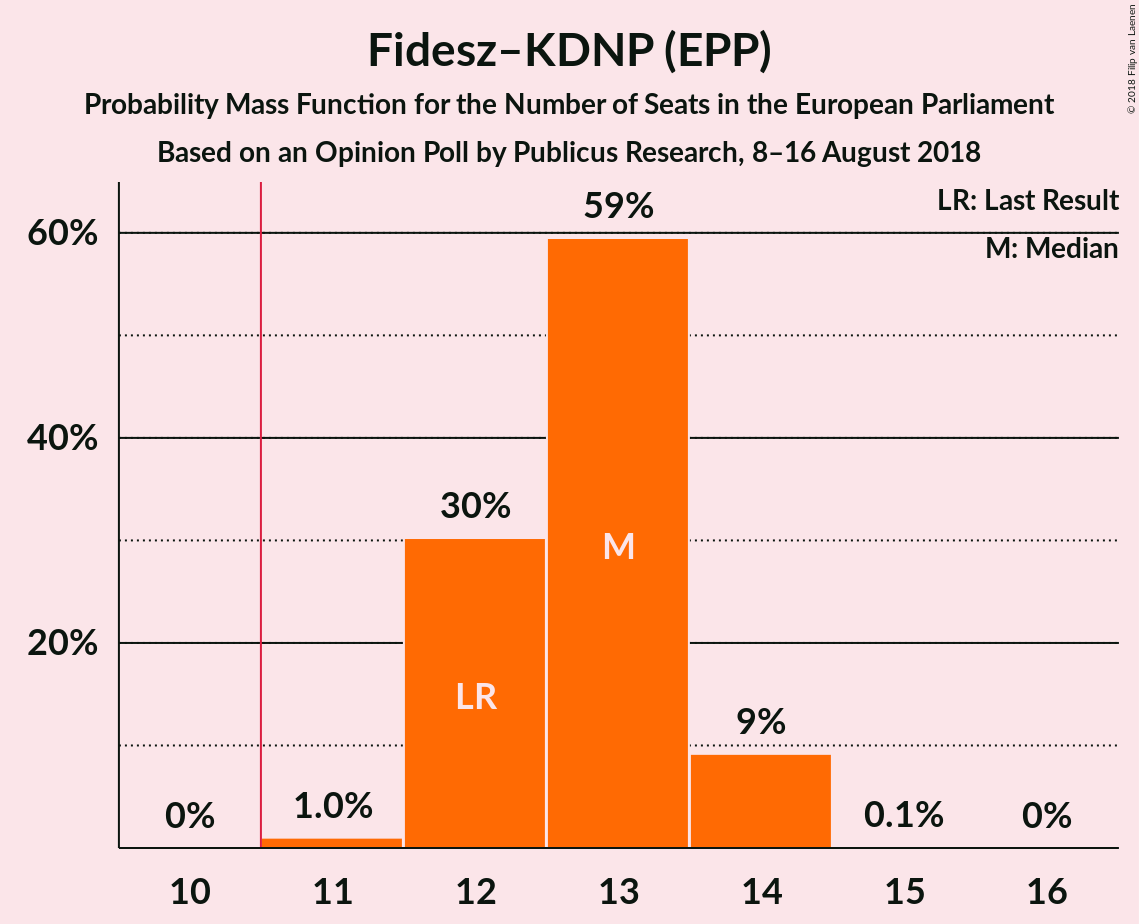 Fidesz–KDNP (EPP)
Probability Mass Function for the Number of Seats in the European Parliament
Based on an Opinion Poll by Publicus Research, 8–16 August 2018
© 2018 Filip van Laenen
LR: Last Result
M: Median
60%
40%
20%
0%
1.0%
30%
59%
9%
0.1%
0%
LR
M
10
11
12
13
14
15
16